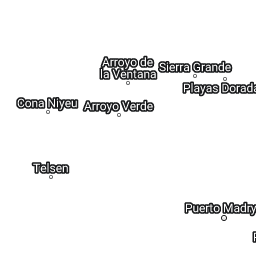 Arroyo de
la Ventana
Sierra Grande
Playas Dorada
Cona Niyeu
Arroyo Verde
Telsen
Puerto Madry